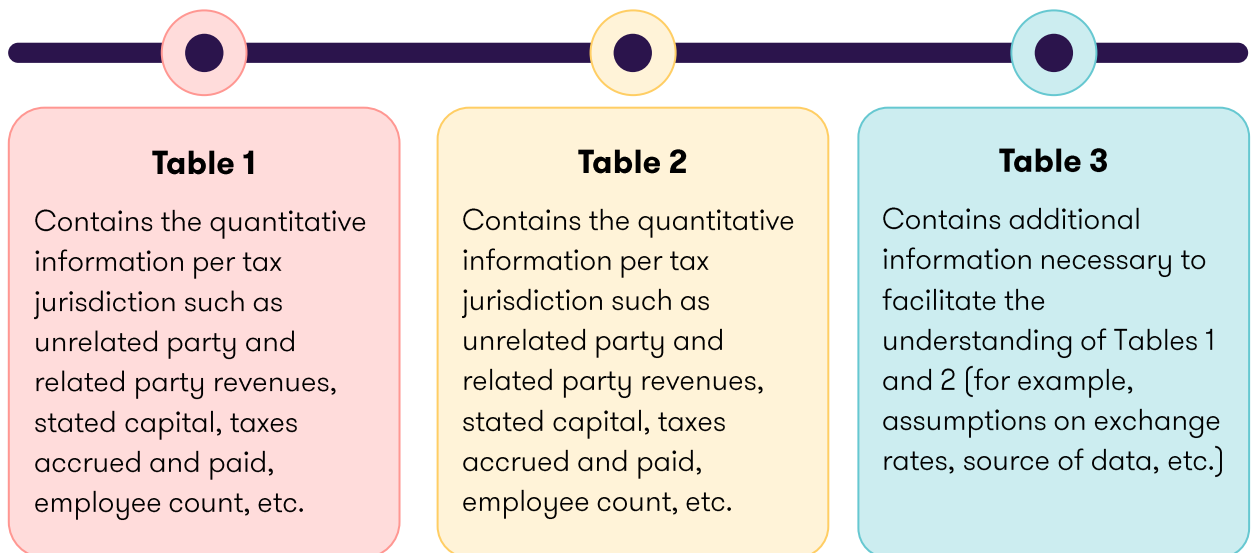 Table 1
Contains the quantitative
information per tax
jurisdiction such as
unrelated party and
related party revenues,
stated capital, taxes
accrued and paid,
employee count, etc.
Table 2
Contains the quantitative
information per tax
jurisdiction such as
unrelated party and
related party revenues,
stated capital, taxes
accrued and paid,
employee count, etc.
Table 3
Contains additional
information necessary to
facilitate the
understanding of Tables 1
and 2 (for example,
assumptions on exchange
rates, source of data, etc.)